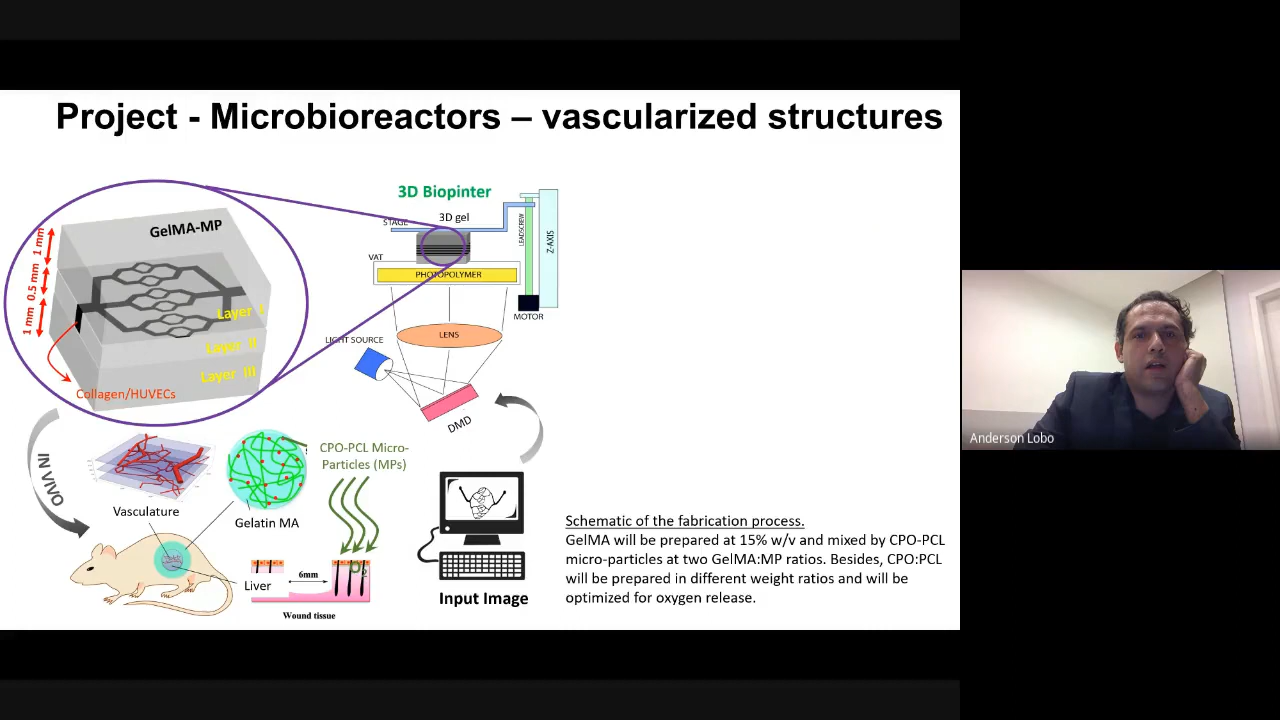 Project - Microbioreactors – vascularized structures
3D Biopinter
STAGE
3D gel
LEADSCREW
Z-AXIS
VAT
PHOTOPOLYMER
MOTOR
LENS
LIGHT SOURCE
DMD
GelMA-MP
1 mm
0.5 mm
1 mm
Layer I
Layer II
Layer III
Collagen/HUVECs
IN VIVO
Vasculature
Gelatin MA
CPO-PCL Micro-
Particles (MPs)
Liver
6mm
O2
Wound tissue
Input Image
Schematic of the fabrication process.
GelMA will be prepared at 15% w/v and mixed by CPO-PCL
micro-particles at two GelMA:MP ratios. Besides, CPO:PCL
will be prepared in different weight ratios and will be
optimized for oxygen release.
Anderson Lobo